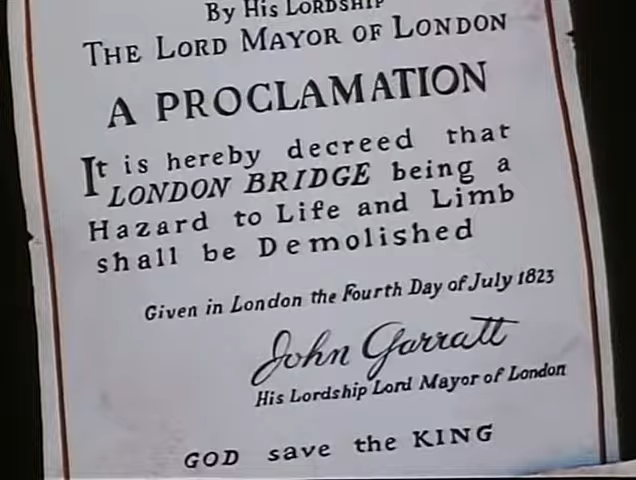 By His LORDSHIP
THE LORD MAYOR OF LONDON
A PROCLAMATION
It is hereby decreed that
LONDON BRIDGE being a
Hazard to Life and Limb
shall be Demolished
Given in London the Fourth Day of July 1823
John Garratt
His Lordship Lord Mayor of London
GOD save the KING